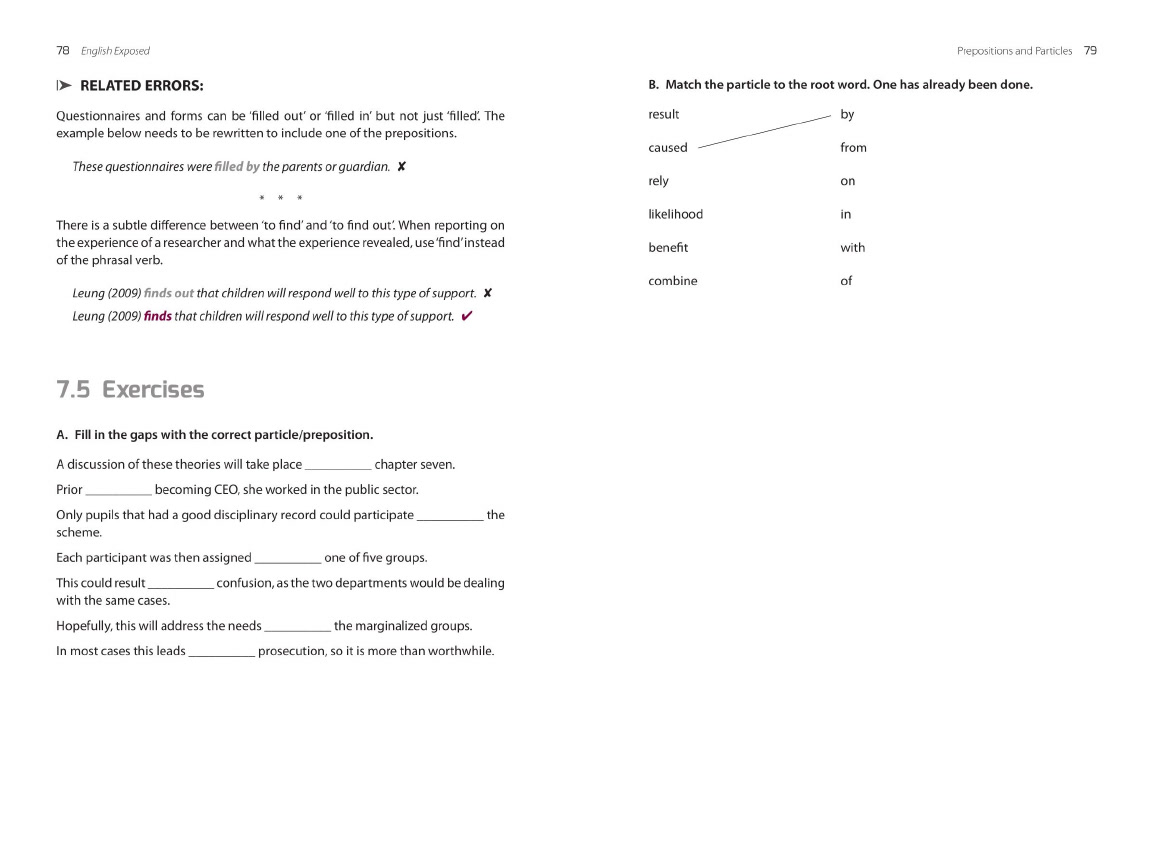 78 English Exposed
RELATED ERRORS:
Questionnaires and forms can be ‘filled out’ or ‘filled in’ but not just ‘filled’. The
example below needs to be rewritten to include one of the prepositions.
These questionnaires were filled by the parents or guardian. ✘
* * *
There is a subtle difference between ‘to find’ and ‘to find out’. When reporting on
the experience of a researcher and what the experience revealed, use ‘find’ instead
of the phrasal verb.
Leung (2009) finds out that children will respond well to this type of support. ✘
Leung (2009) finds that children will respond well to this type of support. ✔
7.5 Exercises
A. Fill in the gaps with the correct particle/preposition.
A discussion of these theories will take place __________ chapter seven.
Prior __________ becoming CEO, she worked in the public sector.
Only pupils that had a good disciplinary record could participate __________ the
scheme.
Each participant was then assigned __________ one of five groups.
This could result __________ confusion, as the two departments would be dealing
with the same cases.
Hopefully, this will address the needs __________ the marginalized groups.
In most cases this leads __________ prosecution, so it is more than worthwhile.
Prepositions and Particles 79
B. Match the particle to the root word. One has already been done.
result by
caused from
rely on
likelihood in
benefit with
combine of